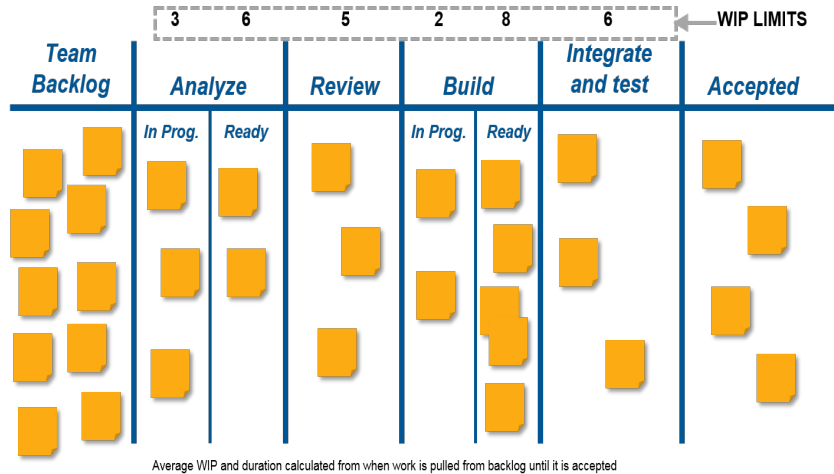 3 6 5 2 8 6 WIP LIMITS
Team Backlog
Analyze
Review
Build
Integrate and test
Accepted
In Prog. Ready In Prog. Ready
Average WIP and duration calculated from when work is pulled from backlog until it is accepted